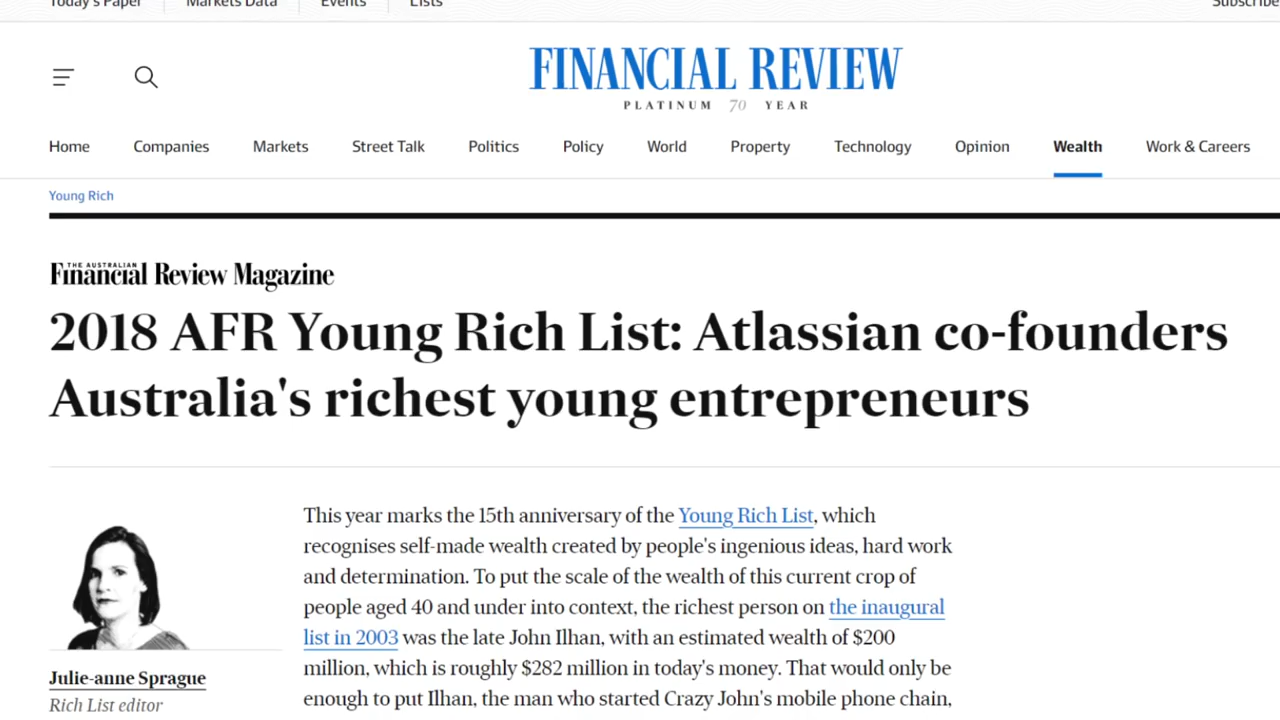 Today's Paper Markets Data Events Lists Subscribe
FINANCIAL REVIEW
PLATINUM 70 YEAR
Home Companies Markets Street Talk Politics Policy World Property Technology Opinion Wealth Work & Careers
Young Rich
THE AUSTRALIAN
Financial Review Magazine
2018 AFR Young Rich List: Atlassian co-founders
Australia's richest young entrepreneurs
This year marks the 15th anniversary of the Young Rich List, which
recognises self-made wealth created by people's ingenious ideas, hard work
and determination. To put the scale of the wealth of this current crop of
people aged 40 and under into context, the richest person on the inaugural
list in 2003 was the late John Ilhan, with an estimated wealth of $200
million, which is roughly $282 million in today's money. That would only be
enough to put Ilhan, the man who started Crazy John's mobile phone chain,
Julie-anne Sprague
Rich List editor